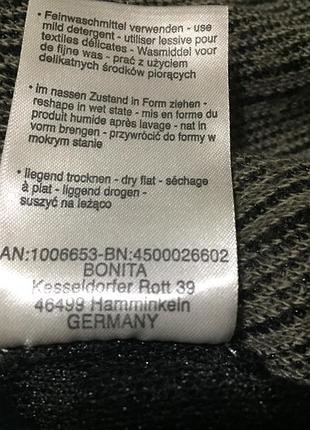 • Feinwaschmittel verwenden - use
mild detergent - utiliser lessive pour
textiles délicates - Wasmiddel voor
de fijne was - prać z użyciem
delikatnych środków piorących
• im nassen Zustand in Form ziehen -
reshape in wet state - mis en forme du
produit humide après lavage - nat in
vorm brengen - przywrócić do formy w
mokrym stanie
• liegend trocknen - dry flat - séchage
à plat - liggend drogen -
suszyć na leżąco
AN:1006653-BN:4500026602
BONITA
Kesseldorfer Rott 39
46499 Hamminkeln
GERMANY